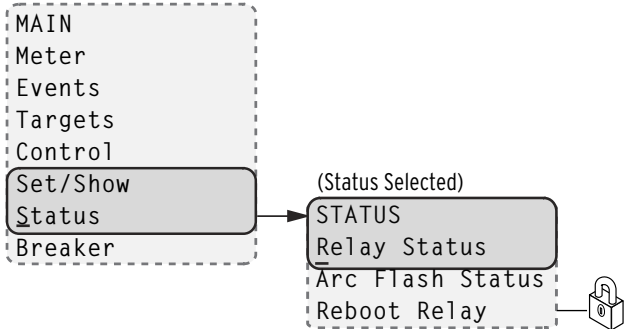 MAIN
Meter
Events
Targets
Control
Set/Show
Status
Breaker
(Status Selected)
STATUS
Relay Status
Arc Flash Status
Reboot Relay